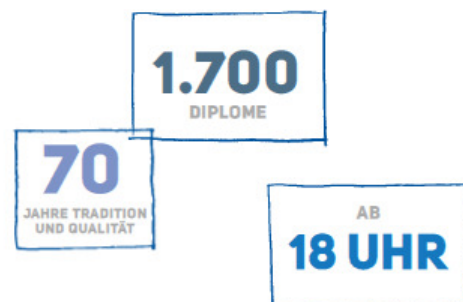 1.700
DIPLOME
70
JAHRE TRADITION
UND QUALITÄT
AB
18 UHR